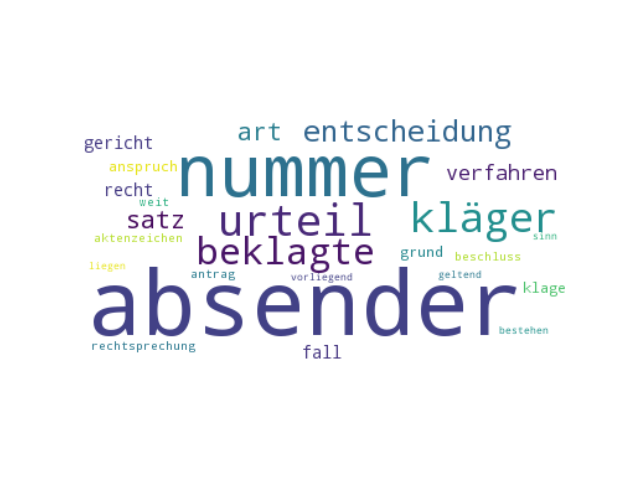 art entscheidung
gericht
nummer
anspruch
verfahren
recht
weit
satz urteil kläger
aktenzeichen
sinn
beklagte
grund beschluss
liegen
antrag
vorliegend
geltend
absender
klage
bestehen
rechtsprechung
fall